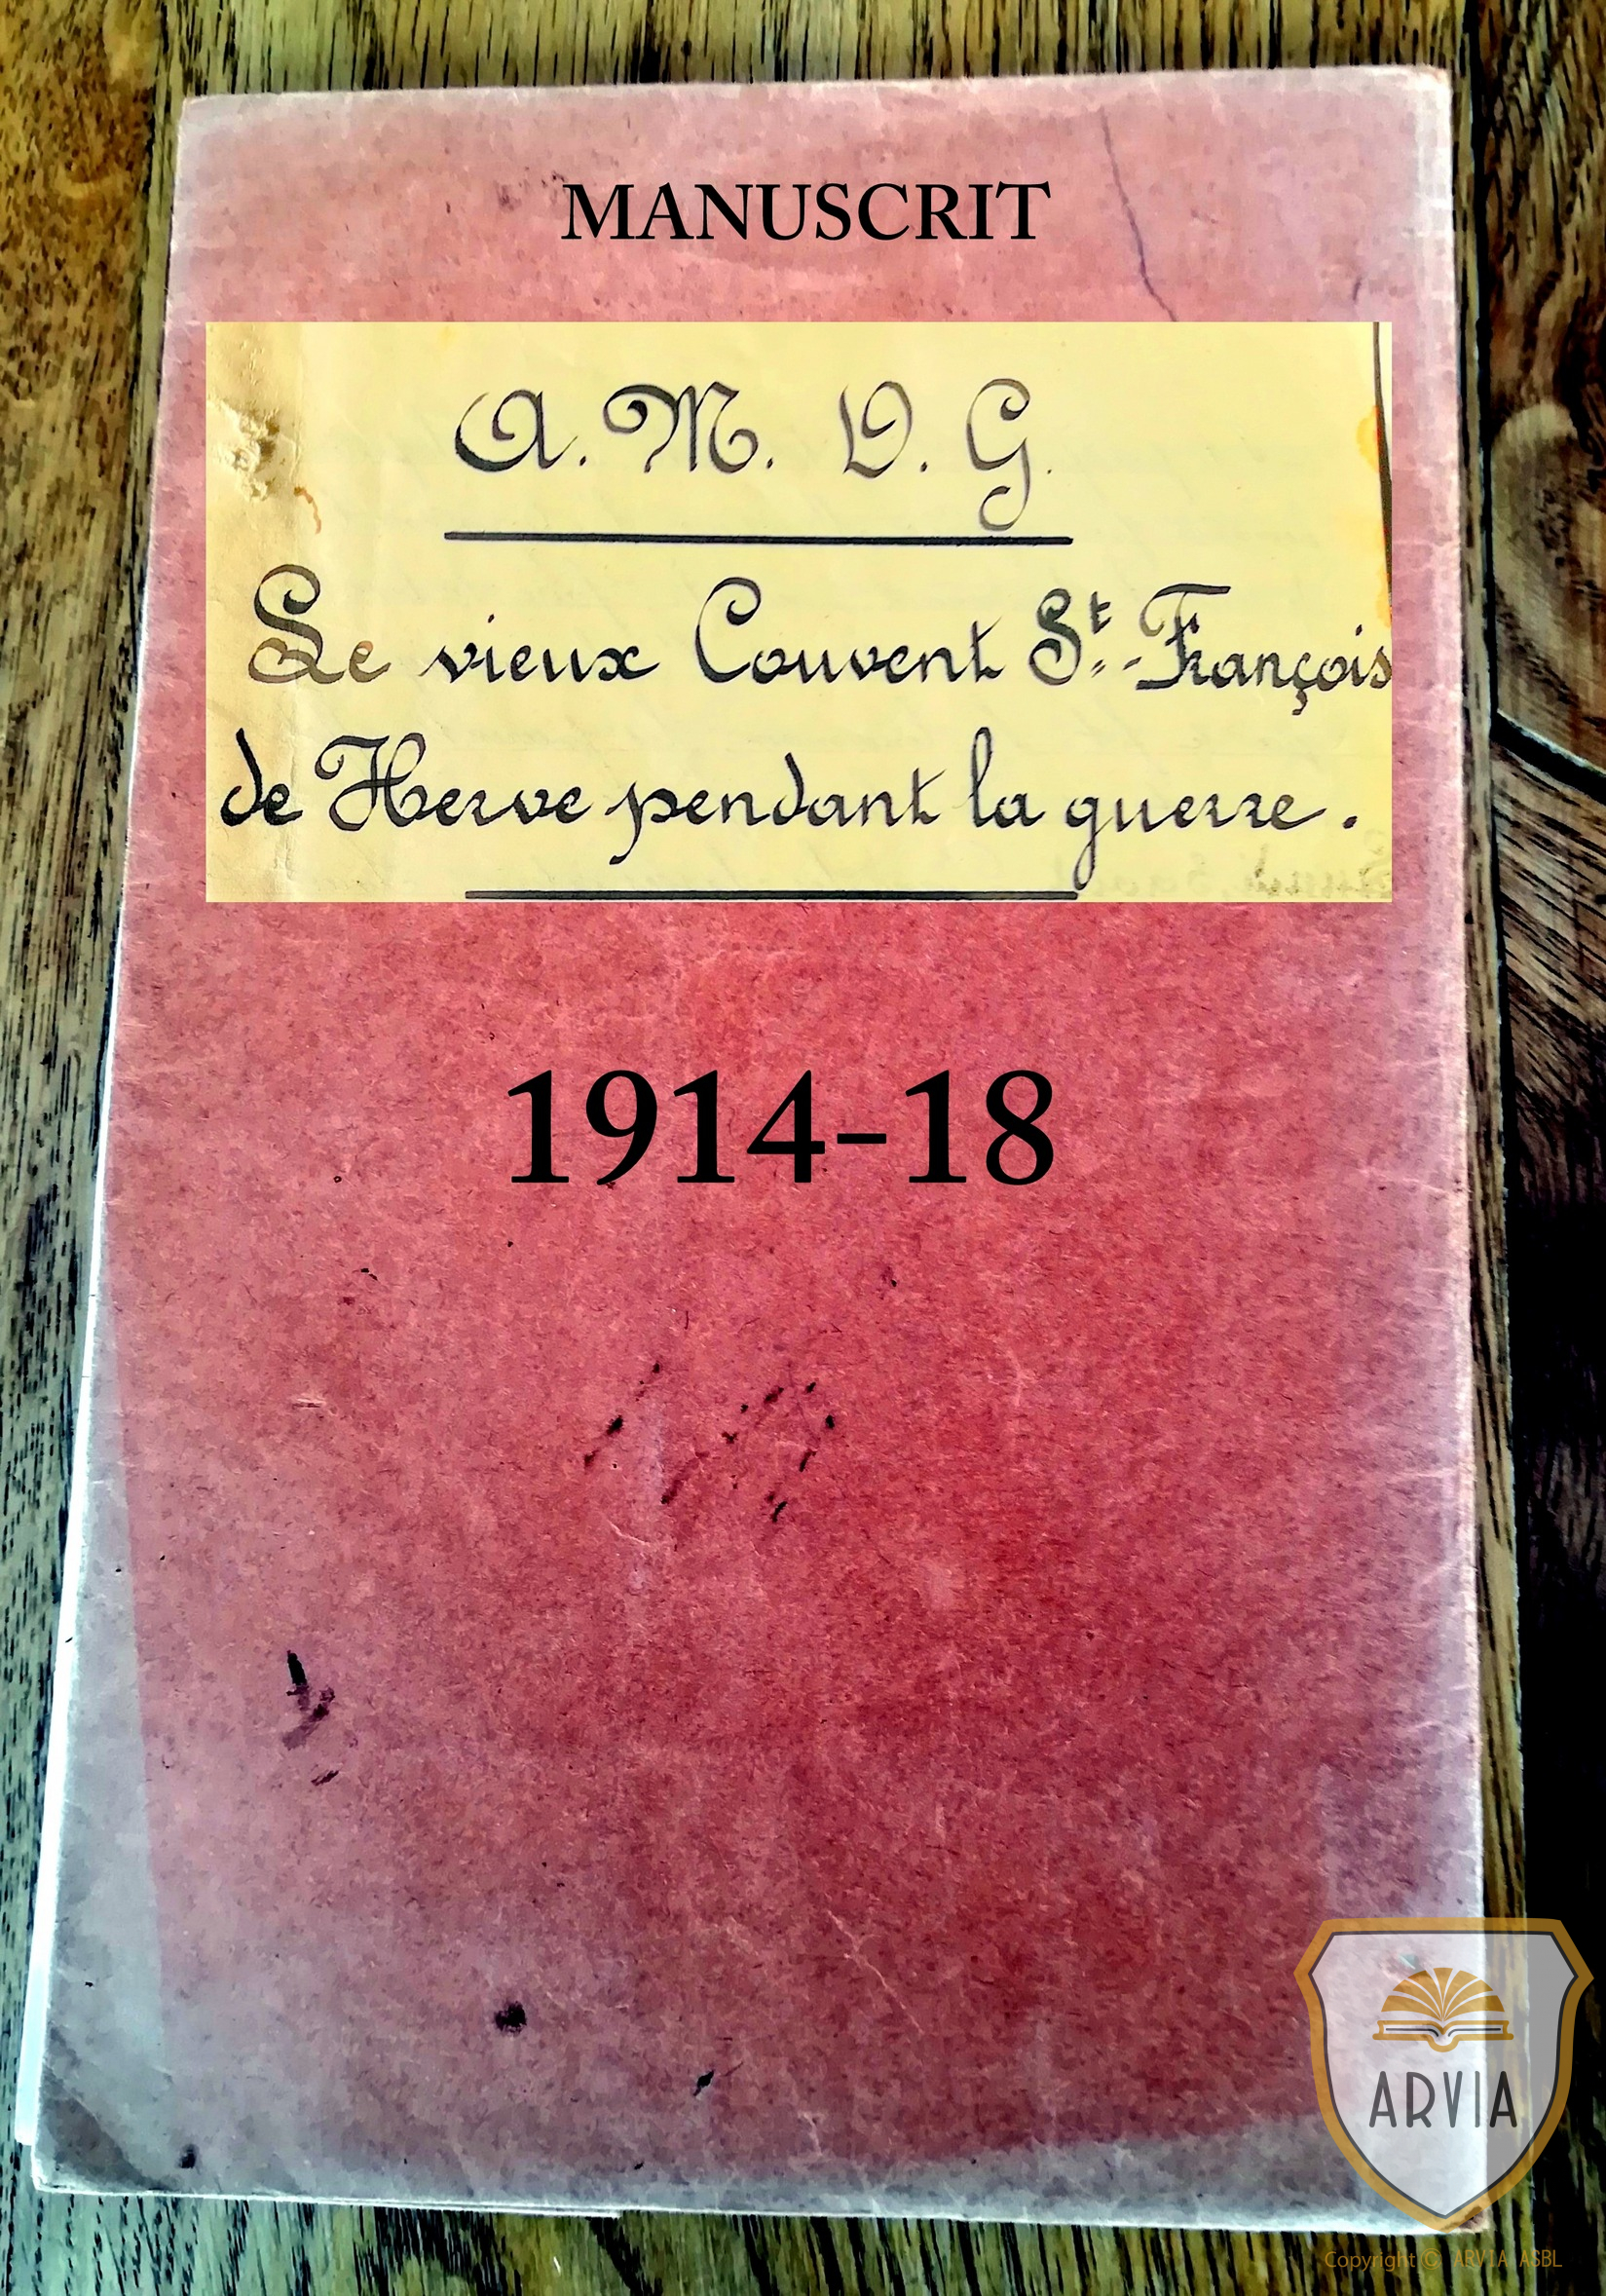 MANUSCRIT
A. M. D. G.
Le vieux Couvent St.-François
de Herve pendant la guerre.
1914-18
ARVIA
Copyright © ARVIA ASBL